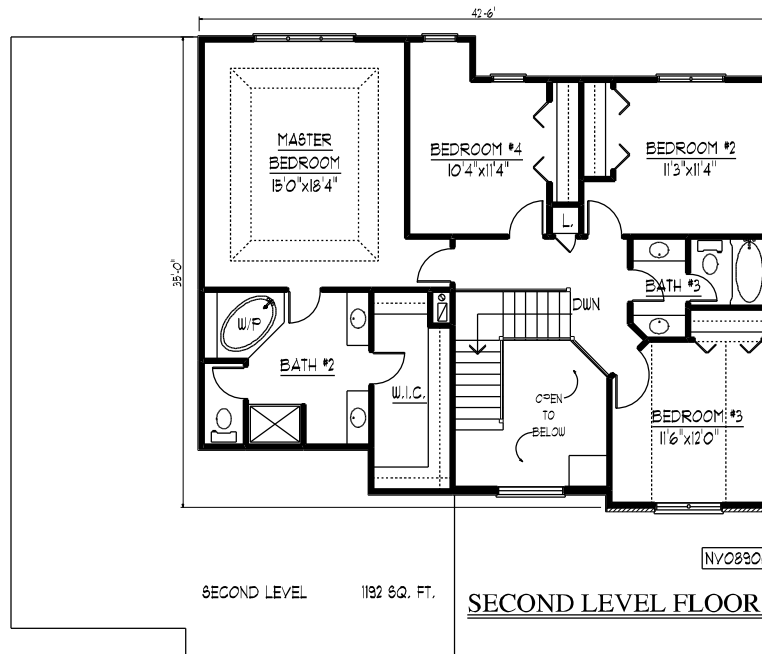 42-6'
MASTER
BEDROOM
15'0"x18'4"
BEDROOM #4
10'4"x11'4"
BEDROOM #2
11'3"x11'4"
L.
35'-0"
BATH #3
W/P
DWN
BATH #2
W.I.C.
OPEN
TO
BELOW
BEDROOM #3
11'6"x12'0"
NV0890
SECOND LEVEL 1192 SQ. FT.
SECOND LEVEL FLOOR